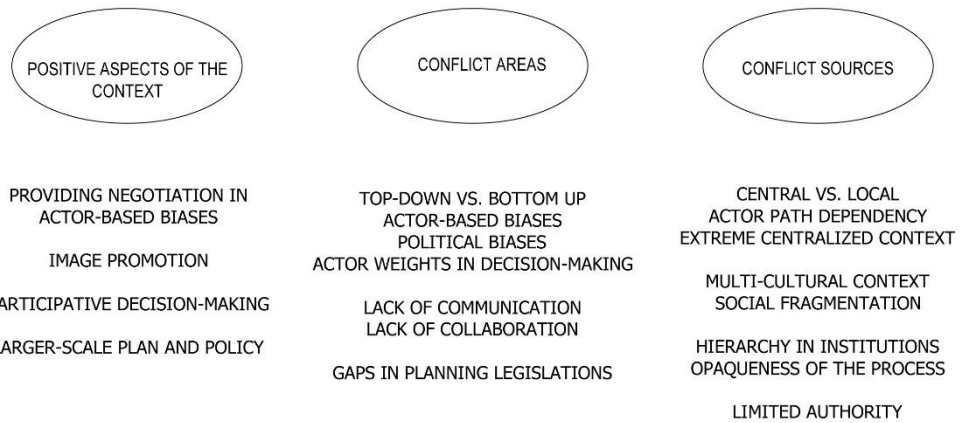 POSITIVE ASPECTS OF THE
CONTEXT
PROVIDING NEGOTIATION IN
ACTOR-BASED BIASES
IMAGE PROMOTION
ARTICIPATIVE DECISION-MAKING
ARGER-SCALE PLAN AND POLICY
CONFLICT AREAS
TOP-DOWN VS. BOTTOM UP
ACTOR-BASED BIASES
POLITICAL BIASES
ACTOR WEIGHTS IN DECISION-MAKING
LACK OF COMMUNICATION
LACK OF COLLABORATION
GAPS IN PLANNING LEGISLATIONS
CONFLICT SOURCES
CENTRAL VS. LOCAL
ACTOR PATH DEPENDENCY
EXTREME CENTRALIZED CONTEXT
MULTI-CULTURAL CONTEXT
SOCIAL FRAGMENTATION
HIERARCHY IN INSTITUTIONS
OPAQUENESS OF THE PROCESS
LIMITED AUTHORITY